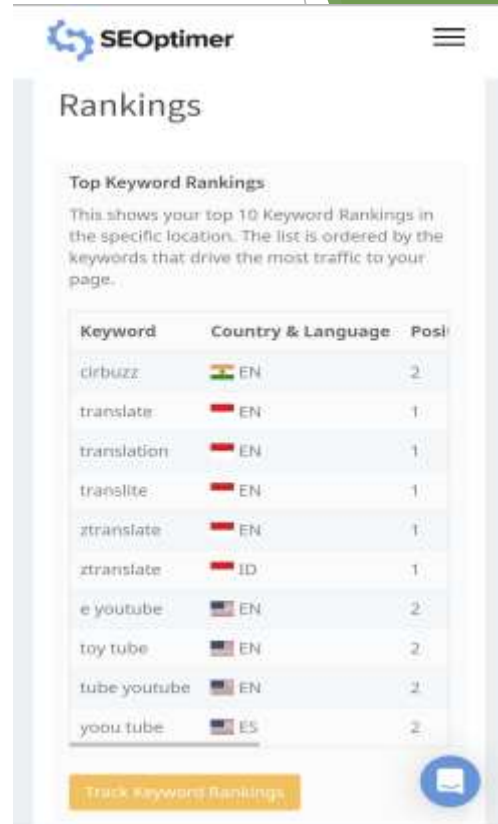 SEOptimer
Rankings
Top Keyword Rankings
This shows your top 10 Keyword Rankings in
the specific location. The list is ordered by the
keywords that drive the most traffic to your
page.
Keyword Country & Language Posi
cirbuzz EN 2
translate EN 1
translation EN 1
translite EN 1
ztranslate EN 1
ztranslate ID 1
e youtube EN 2
toy tube EN 2
tube youtube EN 2
yoou tube ES 2
Track Keyword Rankings